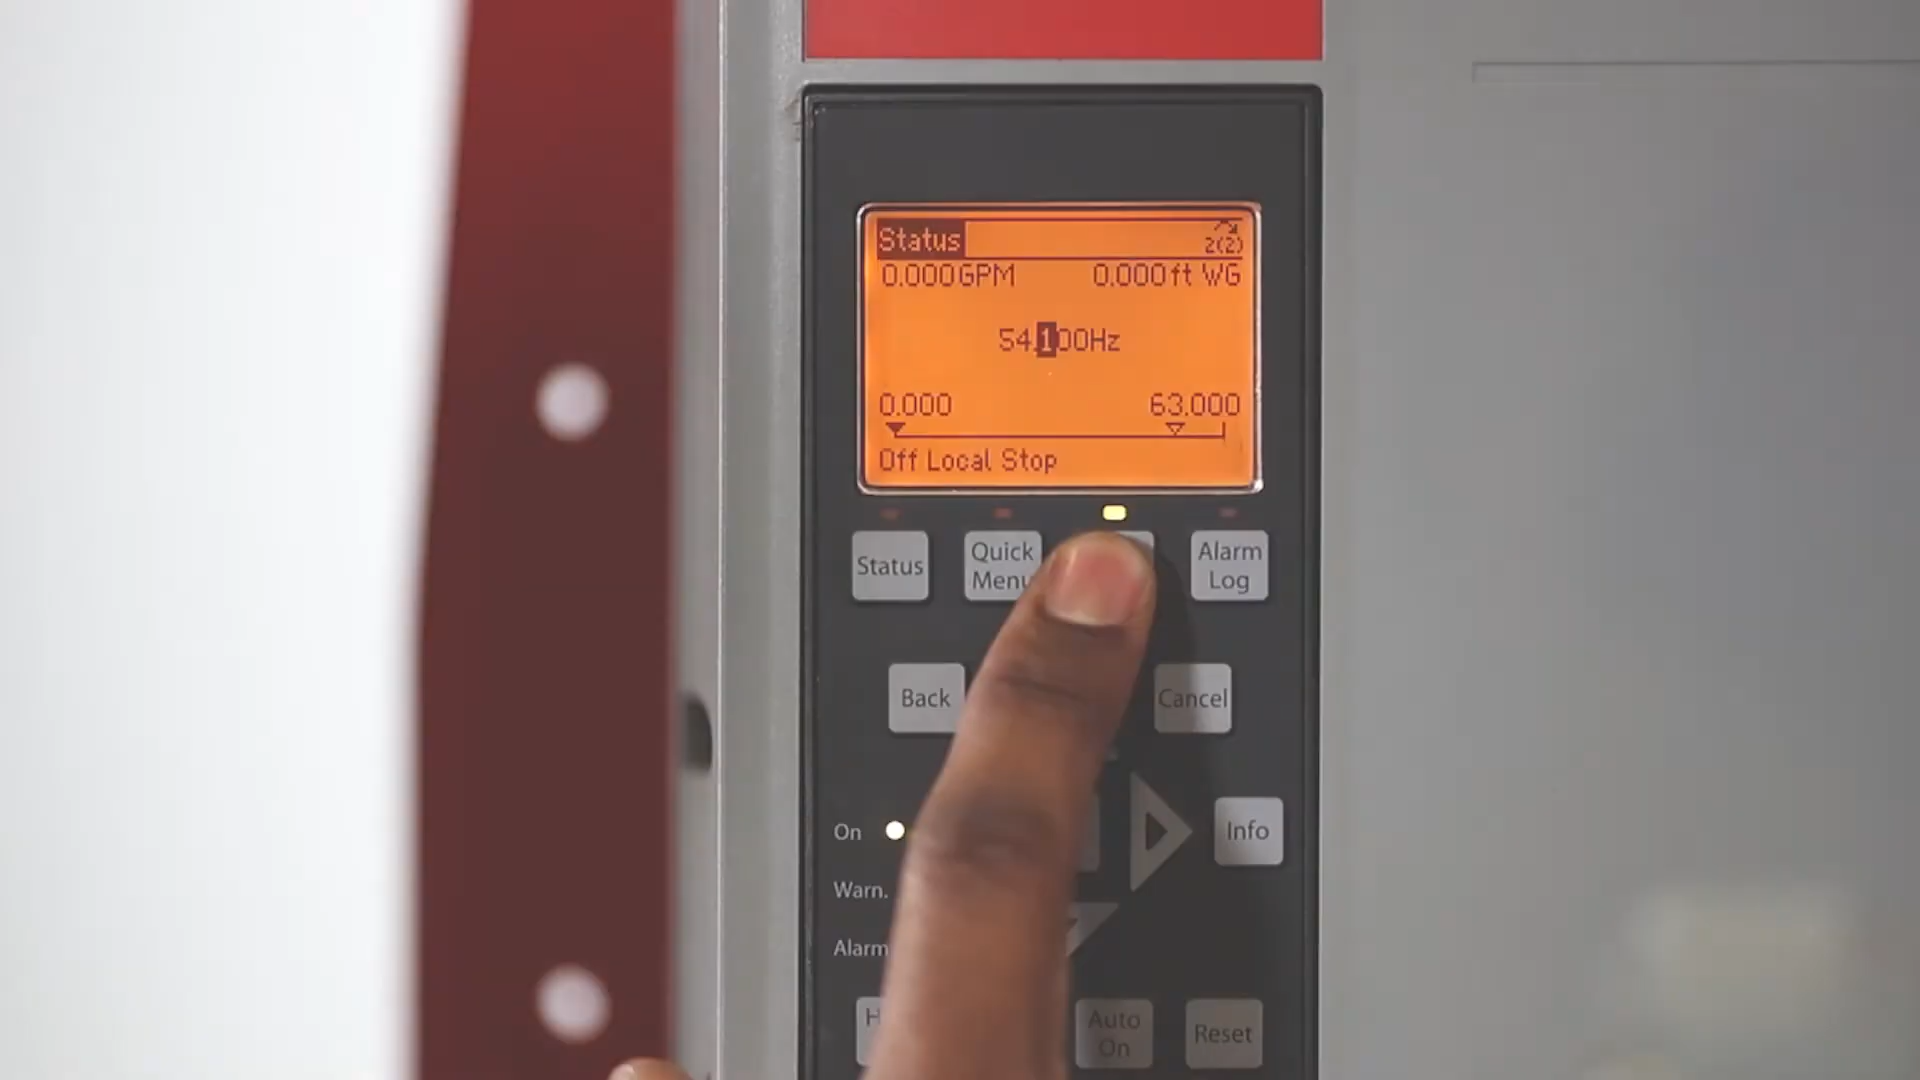 Status 2(2)
0.000GPM 0.000ft WG
54.100Hz
0.000 63.000
Off Local Stop
Status
Quick
Menu
Alarm
Log
Back
Cancel
On
Info
Warn.
Alarm
Auto
On
Reset